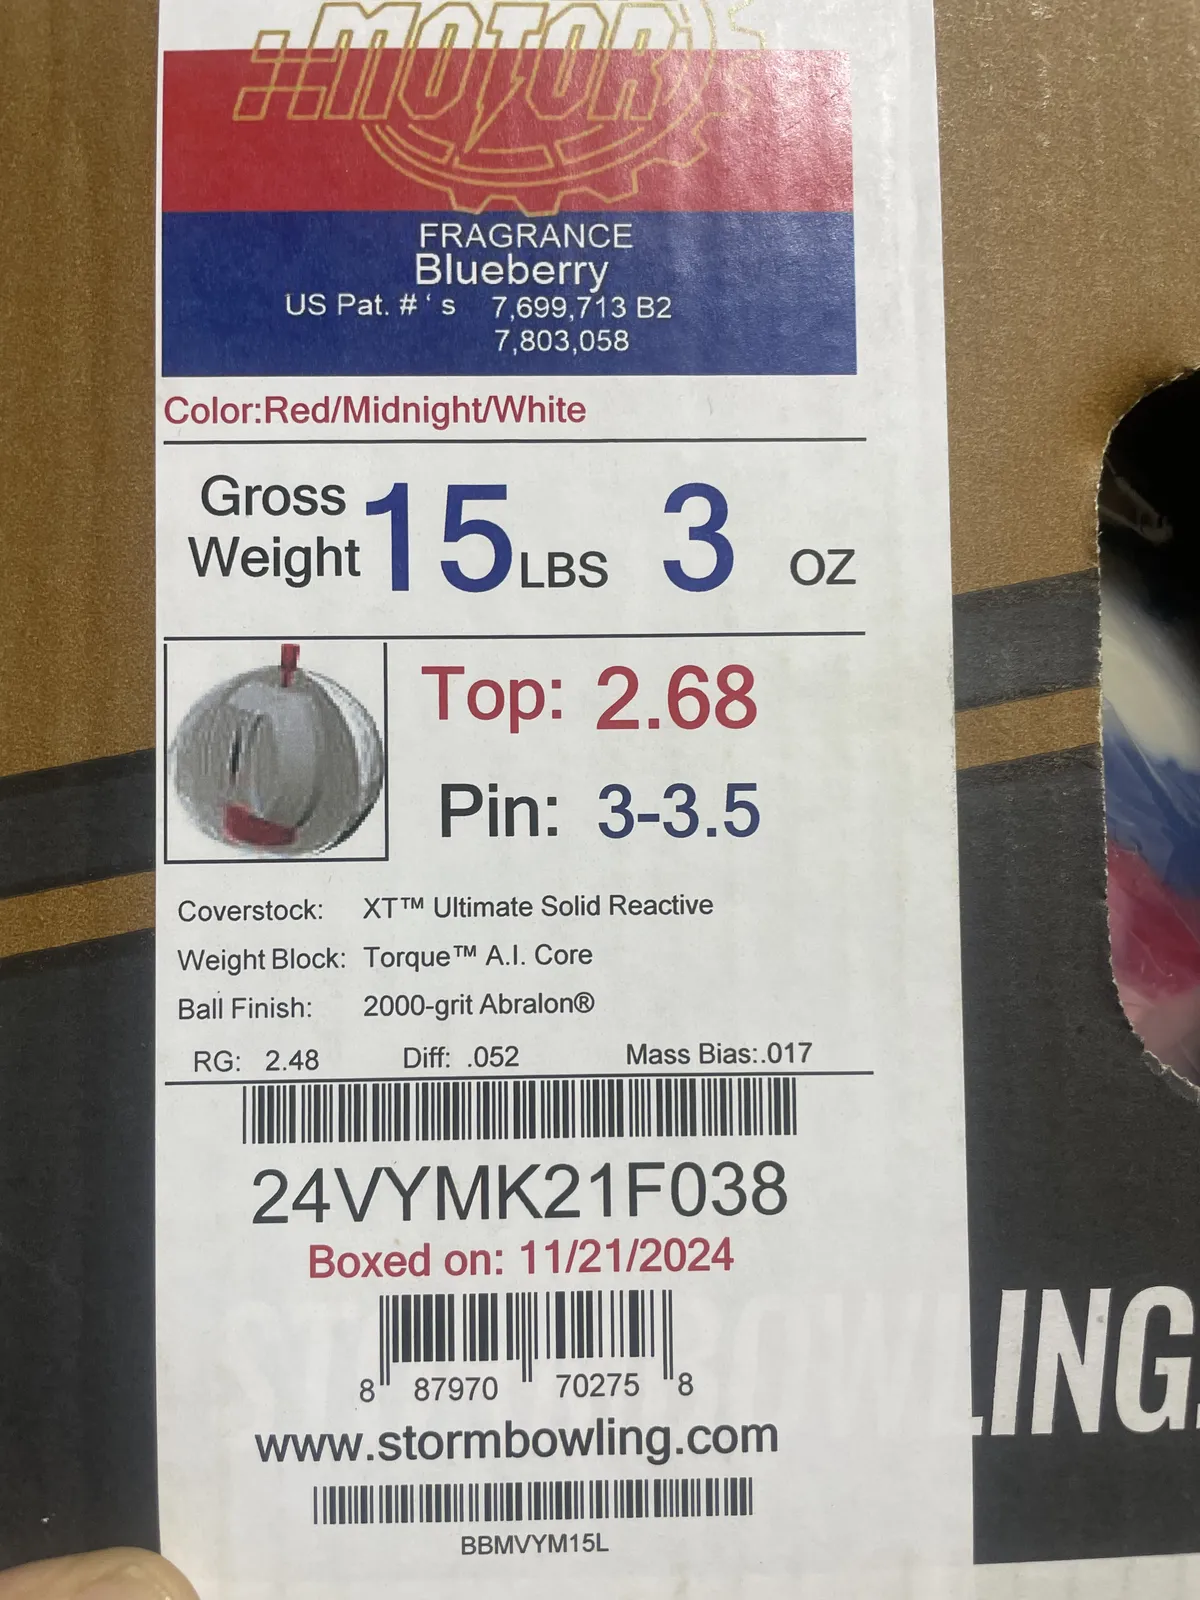 MOTOR
FRAGRANCE
Blueberry
US Pat. # ' s 7,699,713 B2
7,803,058
Color:Red/Midnight/White
Gross Weight 15 LBS 3 OZ
Top: 2.68
Pin: 3-3.5
Coverstock: XT™ Ultimate Solid Reactive
Weight Block: Torque™ A.I. Core
Ball Finish: 2000-grit Abralon®
RG: 2.48 Diff: .052 Mass Bias:.017
24VYMK21F038
Boxed on: 11/21/2024
8 87970 70275 8
www.stormbowling.com
BBMVYM15L
LING.